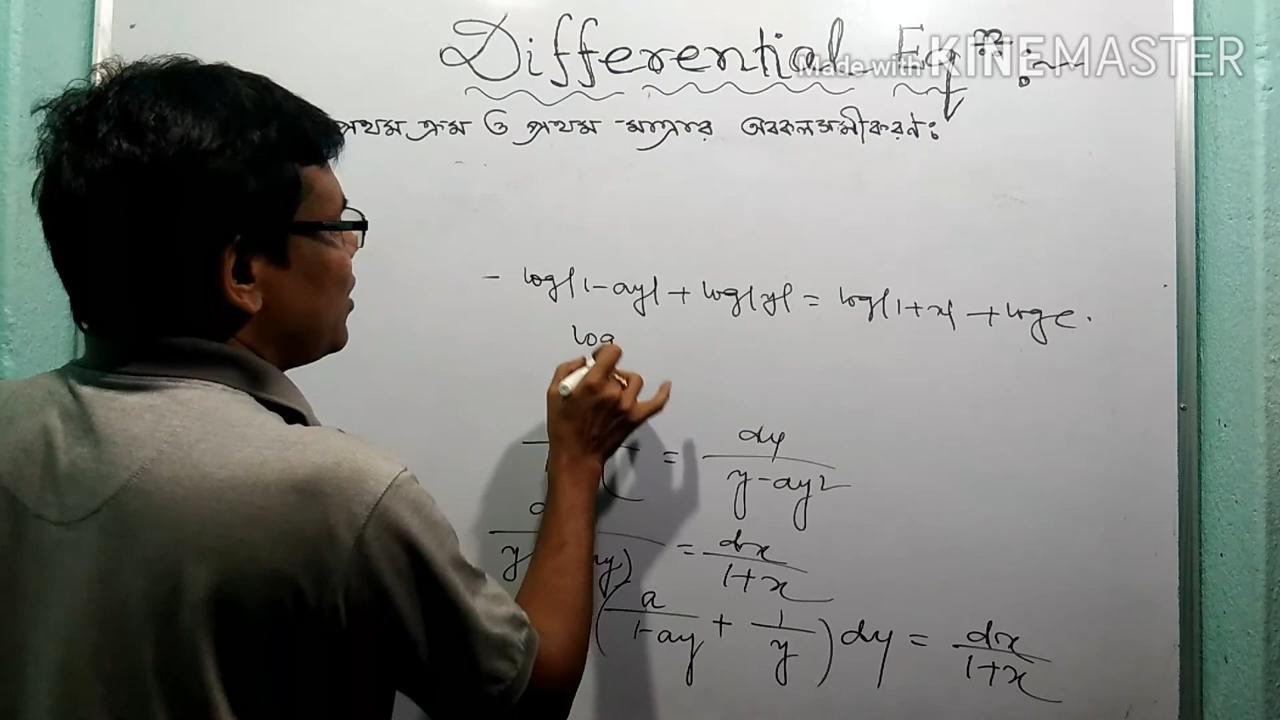 Differential Eqn:
Made with KINEMASTER
প্রথম ক্রম ও প্রথম মাত্রার অবকলসমীকরণঃ
- log|1-ay| + log|y| = log|1+x| + log c.
log
= dy/(y-ay2)
= dx/(1+x)
(a/(1-ay) + 1/y) dy = dx/(1+x)